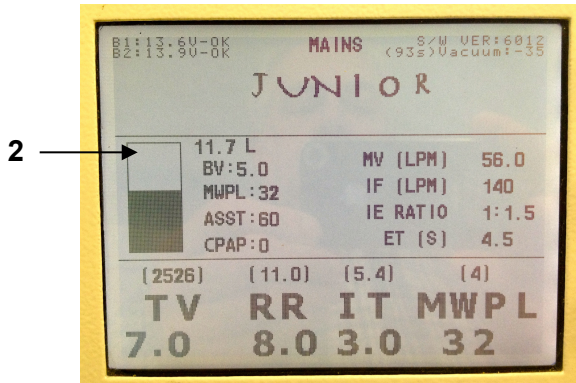 B1:13.6V-OK MAINS S/W VER:6012
B2:13.9V-OK (93s)Vacuum:-35
JUNIOR
2
11.7 L
BV:5.0
MWPL:32
ASST:60
CPAP:0
MV (LPM) 56.0
IF (LPM) 140
IE RATIO 1:1.5
ET (S) 4.5
(2526) (11.0) (5.4) (4)
TV RR IT MWPL
7.0 8.0 3.0 32